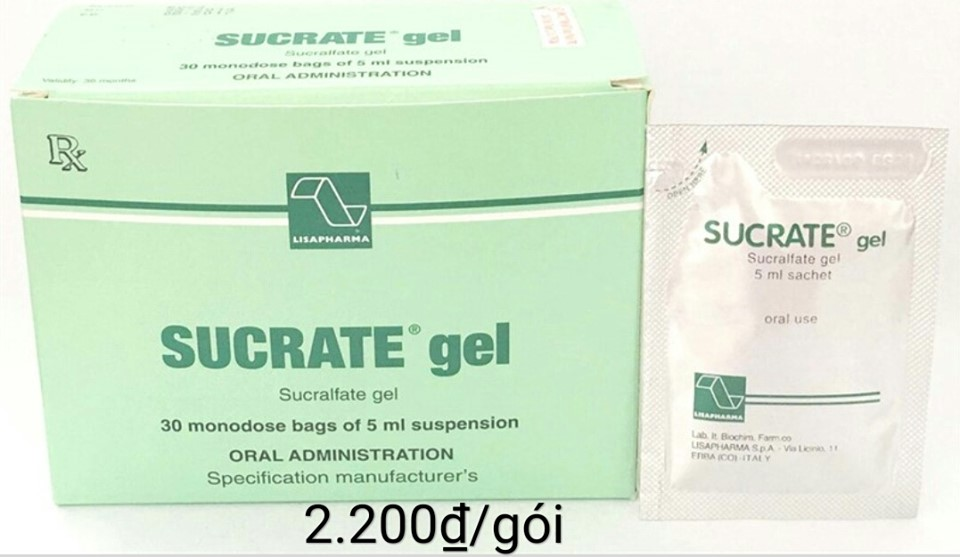 SUCRATE® gel
Sucralfate gel
30 monodose bags of 5 ml suspension
ORAL ADMINISTRATION
Validity: 36 months
Rx
LISAPHARMA
SUCRATE® gel
Sucralfate gel
30 monodose bags of 5 ml suspension
ORAL ADMINISTRATION
Specification manufacturer's
OPEN HERE
SUCRATE® gel
Sucralfate gel
5 ml sachet
oral use
LISAPHARMA
Lab. It. Biochim. Farm.co
LISAPHARMA S.p.A. - Via Licinio, 11
ERBA (CO) - ITALY
2.200₫/gói